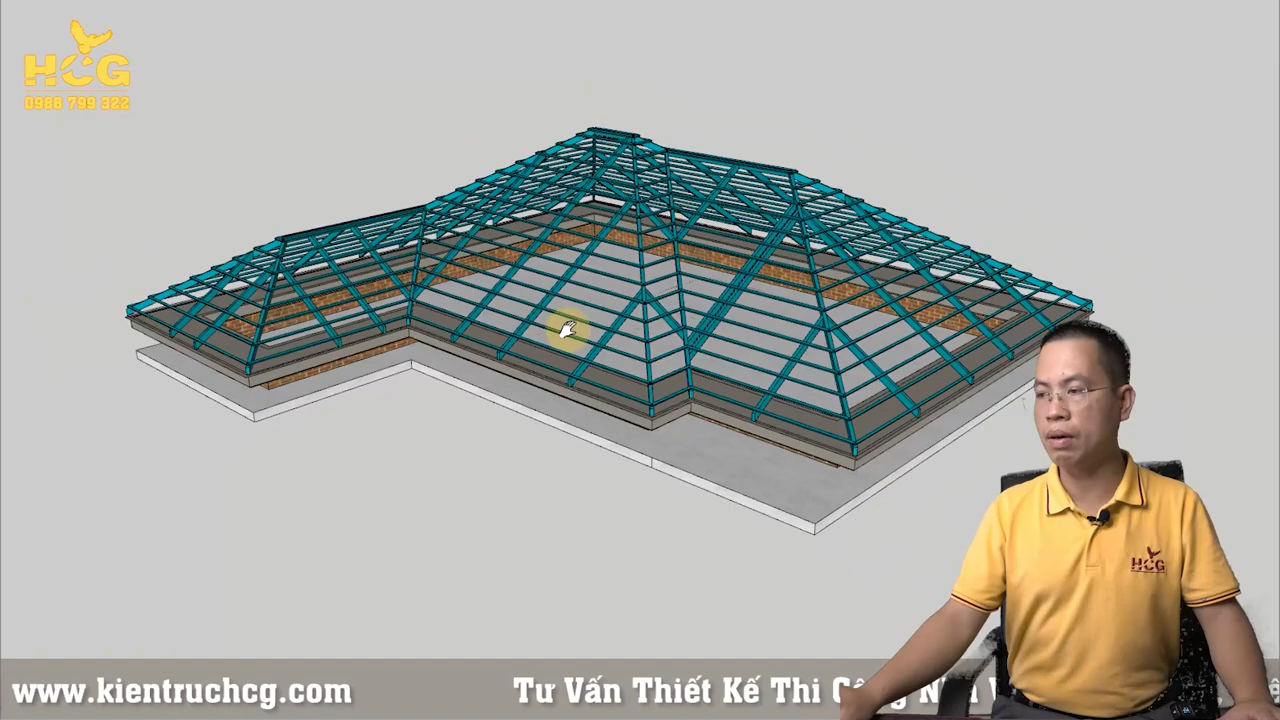 HCG
0988 799 322
HCG
www.kientruchcg.com
Tư Vấn Thiết Kế Thi